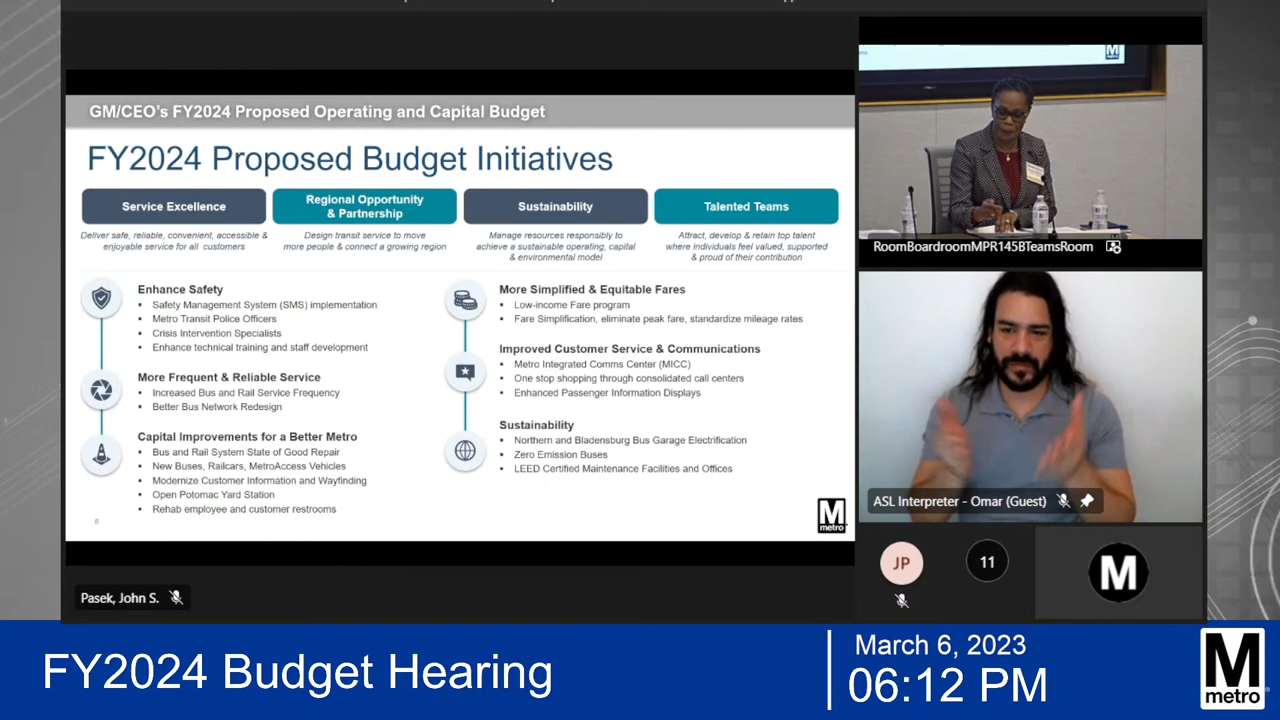 GM/CEO's FY2024 Proposed Operating and Capital Budget
FY2024 Proposed Budget Initiatives
Service Excellence
Deliver safe, reliable, convenient, accessible &
enjoyable service for all customers
Regional Opportunity
& Partnership
Design transit service to move
more people & connect a growing region
Sustainability
Manage resources responsibly to
achieve a sustainable operating, capital
& environmental model
Talented Teams
Attract, develop & retain top talent
where individuals feel valued, supported
& proud of their contribution
Enhance Safety
▪ Safety Management System (SMS) implementation
▪ Metro Transit Police Officers
▪ Crisis Intervention Specialists
▪ Enhance technical training and staff development
More Frequent & Reliable Service
▪ Increased Bus and Rail Service Frequency
▪ Better Bus Network Redesign
Capital Improvements for a Better Metro
▪ Bus and Rail System State of Good Repair
▪ New Buses, Railcars, MetroAccess Vehicles
▪ Modernize Customer Information and Wayfinding
▪ Open Potomac Yard Station
▪ Rehab employee and customer restrooms
More Simplified & Equitable Fares
▪ Low-income Fare program
▪ Fare Simplification, eliminate peak fare, standardize mileage rates
Improved Customer Service & Communications
▪ Metro Integrated Comms Center (MICC)
▪ One stop shopping through consolidated call centers
▪ Enhanced Passenger Information Displays
Sustainability
▪ Northern and Bladensburg Bus Garage Electrification
▪ Zero Emission Buses
▪ LEED Certified Maintenance Facilities and Offices
M
metro
M
RoomBoardroomMPR145BTeamsRoom
ASL Interpreter - Omar (Guest)
JP
11
M
Pasek, John S.
FY2024 Budget Hearing
March 6, 2023
06:12 PM
M
metro